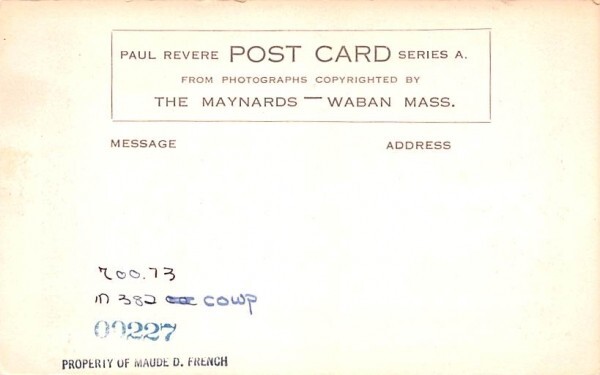 PAUL REVERE POST CARD SERIES A.
FROM PHOTOGRAPHS COPYRIGHTED BY
THE MAYNARDS — WABAN MASS.
MESSAGE ADDRESS
700.73
m 382 COWP
00227
PROPERTY OF MAUDE D. FRENCH